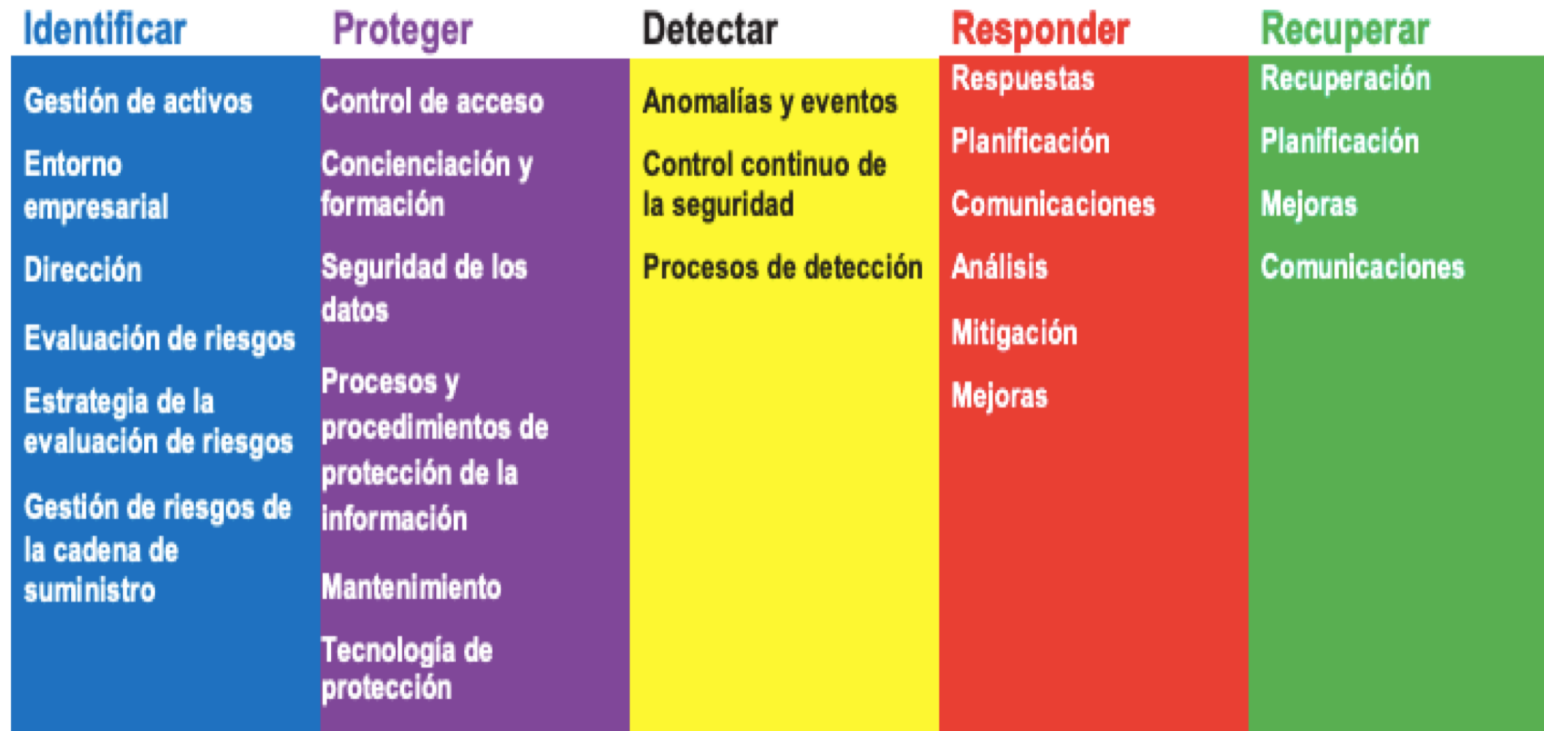 Identificar
Gestión de activos
Entorno
empresarial
Dirección
Evaluación de riesgos
Estrategia de la
evaluación de riesgos
Gestión de riesgos de
la cadena de
suministro
Proteger
Control de acceso
Concienciación y
formación
Seguridad de los
datos
Procesos y
procedimientos de
protección de la
información
Mantenimiento
Tecnología de
protección
Detectar
Anomalías y eventos
Control continuo de
la seguridad
Procesos de detección
Responder
Respuestas
Planificación
Comunicaciones
Análisis
Mitigación
Mejoras
Recuperar
Recuperación
Planificación
Mejoras
Comunicaciones